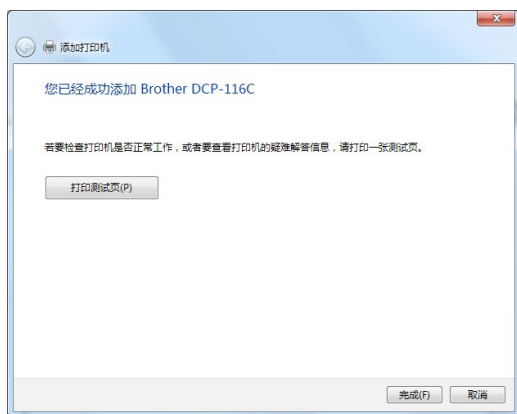 添加打印机
您已经成功添加 Brother DCP-116C
若要检查打印机是否正常工作，或者要查看打印机的疑难解答信息，请打印一张测试页。
打印测试页(P)
完成(F) 取消